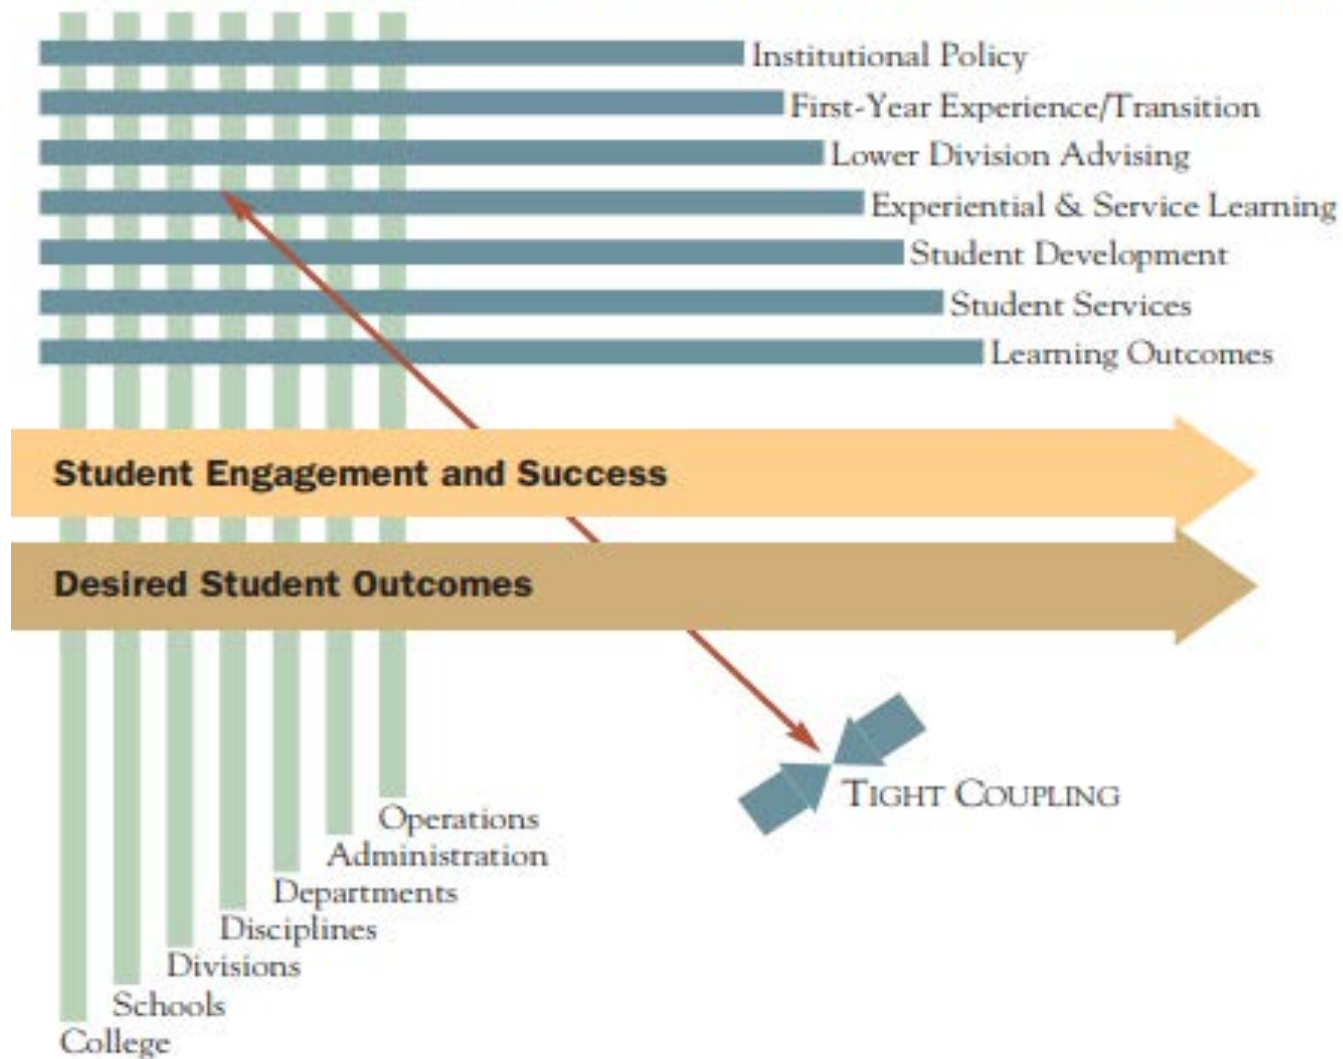 Institutional Policy
First-Year Experience/Transition
Lower Division Advising
Experiential & Service Learning
Student Development
Student Services
Learning Outcomes
Student Engagement and Success
Desired Student Outcomes
TIGHT COUPLING
Operations
Administration
Departments
Disciplines
Divisions
Schools
College